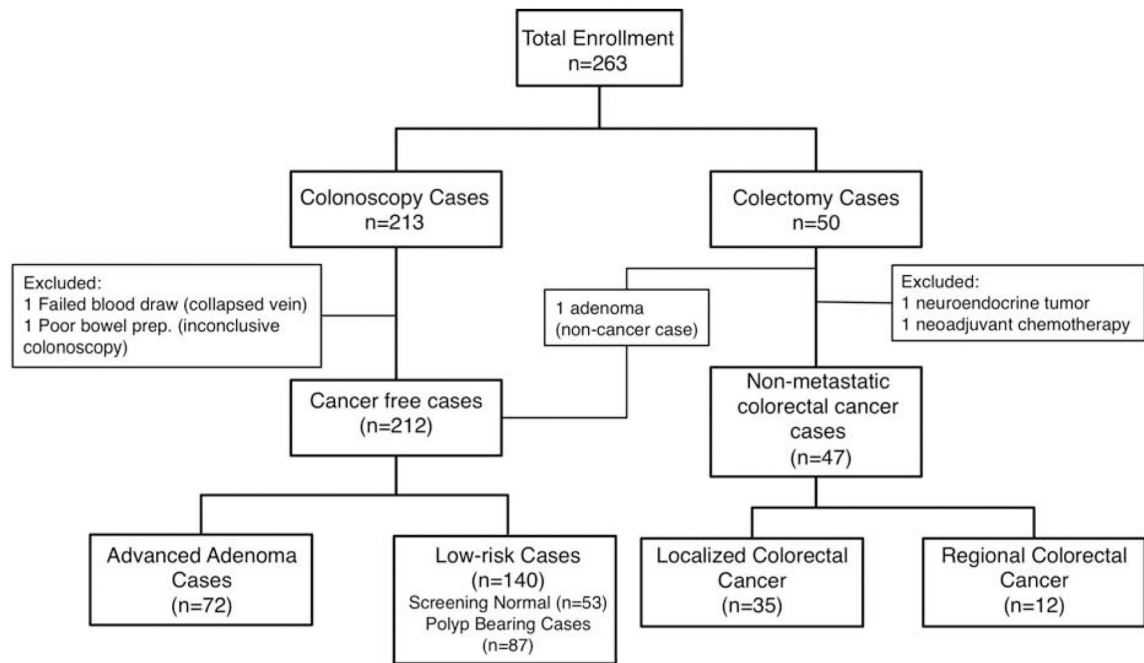 Total Enrollment
n=263
Colonoscopy Cases
n=213
Colectomy Cases
n=50
Excluded:
1 Failed blood draw (collapsed vein)
1 Poor bowel prep. (inconclusive
colonoscopy)
1 adenoma
(non-cancer case)
Excluded:
1 neuroendocrine tumor
1 neoadjuvant chemotherapy
Cancer free cases
(n=212)
Non-metastatic
colorectal cancer
cases
(n=47)
Advanced Adenoma
Cases
(n=72)
Low-risk Cases
(n=140)
Screening Normal (n=53)
Polyp Bearing Cases
(n=87)
Localized Colorectal
Cancer
(n=35)
Regional Colorectal
Cancer
(n=12)